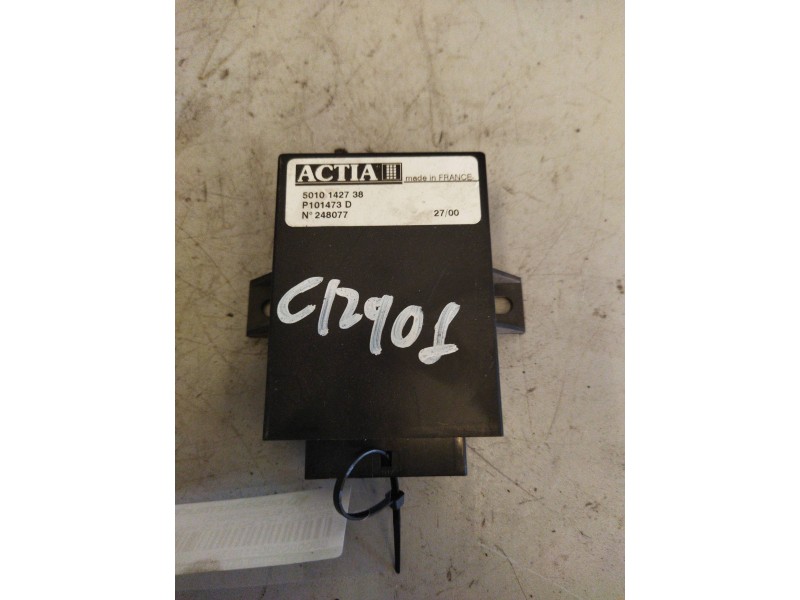 ACTIA made in FRANCE
5010 1427 38
P101473 D
N° 248077 27/00
C12901